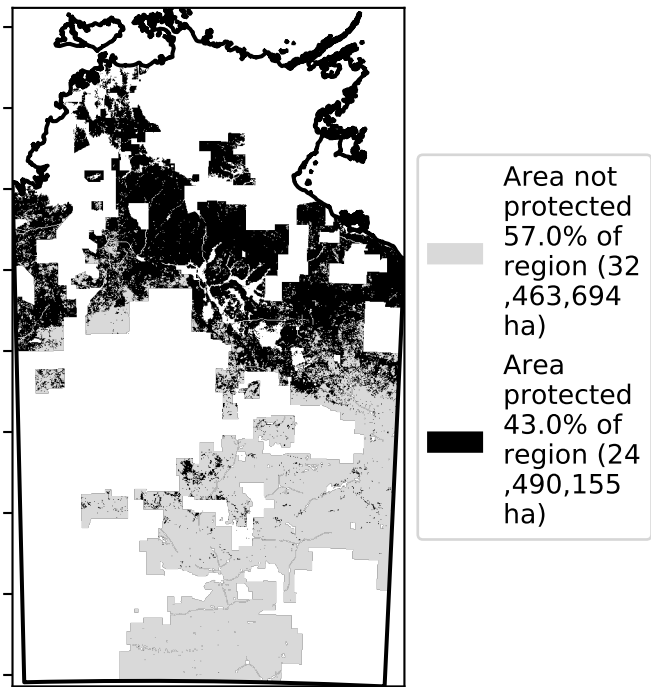 Area not
protected
57.0% of
region (32
,463,694
ha)
Area
protected
43.0% of
region (24
,490,155
ha)